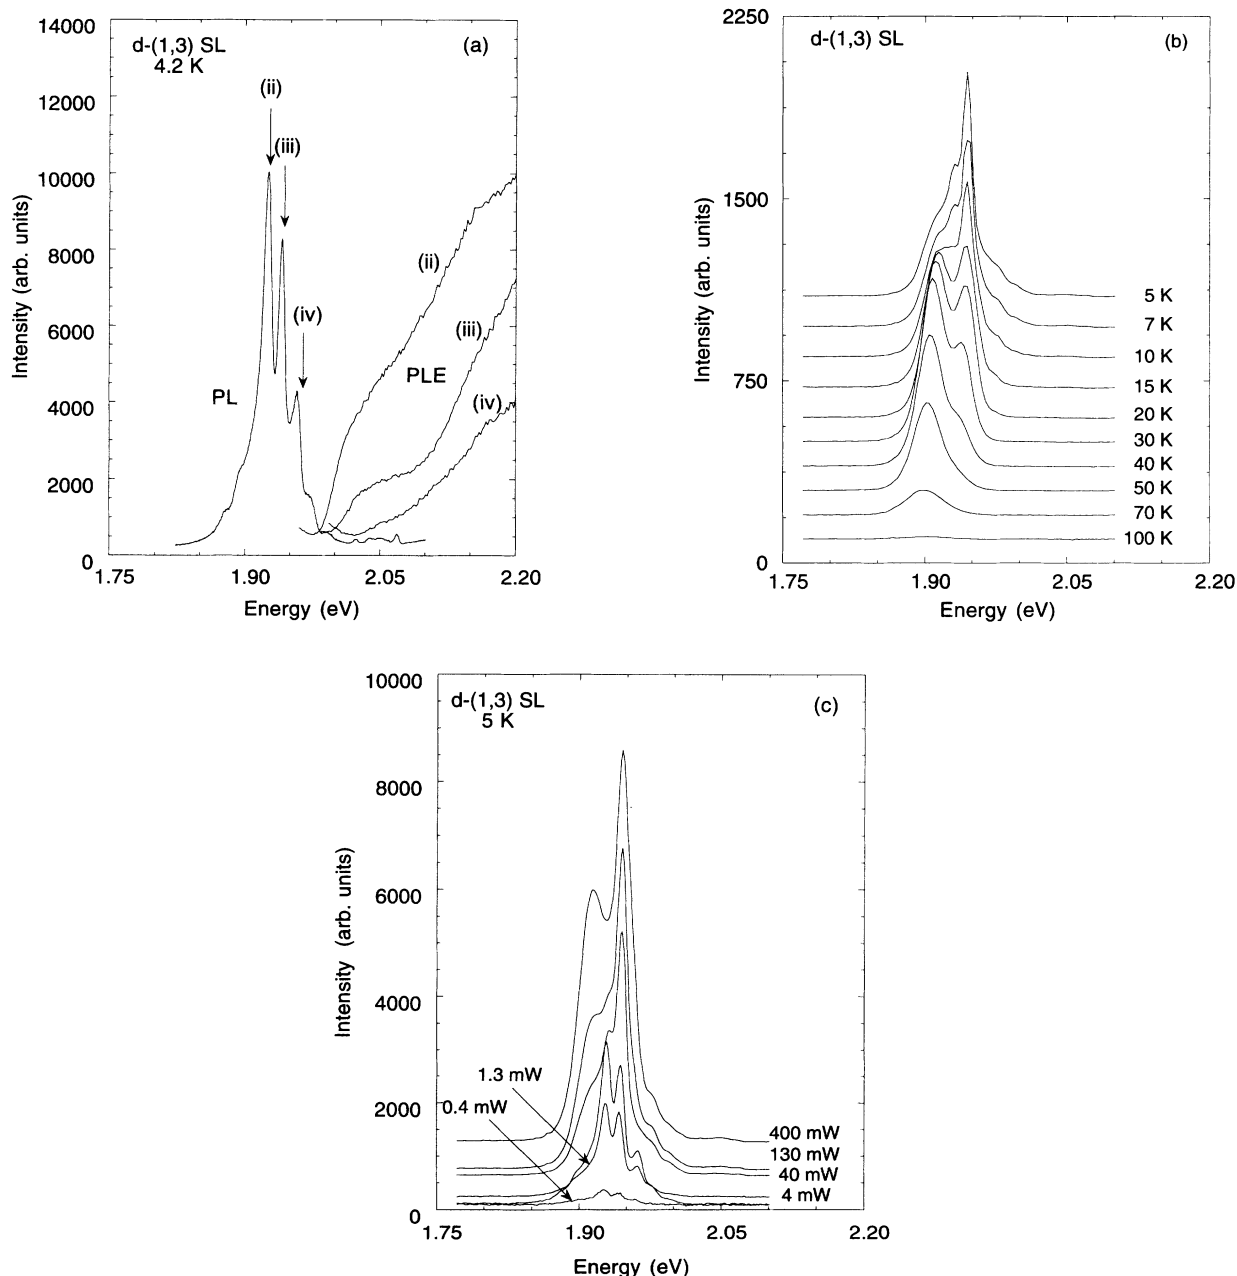 d-(1,3) SL
4.2 K
(a)
(ii)
(iii)
(iv)
PL
PLE
(ii)
(iii)
(iv)
14000
12000
10000
8000
6000
4000
2000
0
1.75
1.90
2.05
2.20
Intensity (arb. units)
Energy (eV)
d-(1,3) SL
(b)
2250
1500
750
0
5 K
7 K
10 K
15 K
20 K
30 K
40 K
50 K
70 K
100 K
1.75
1.90
2.05
2.20
Intensity (arb. units)
Energy (eV)
d-(1,3) SL
5 K
(c)
10000
8000
6000
4000
2000
0
1.3 mW
0.4 mW
400 mW
130 mW
40 mW
4 mW
1.75
1.90
2.05
2.20
Intensity (arb. units)
Energy (eV)